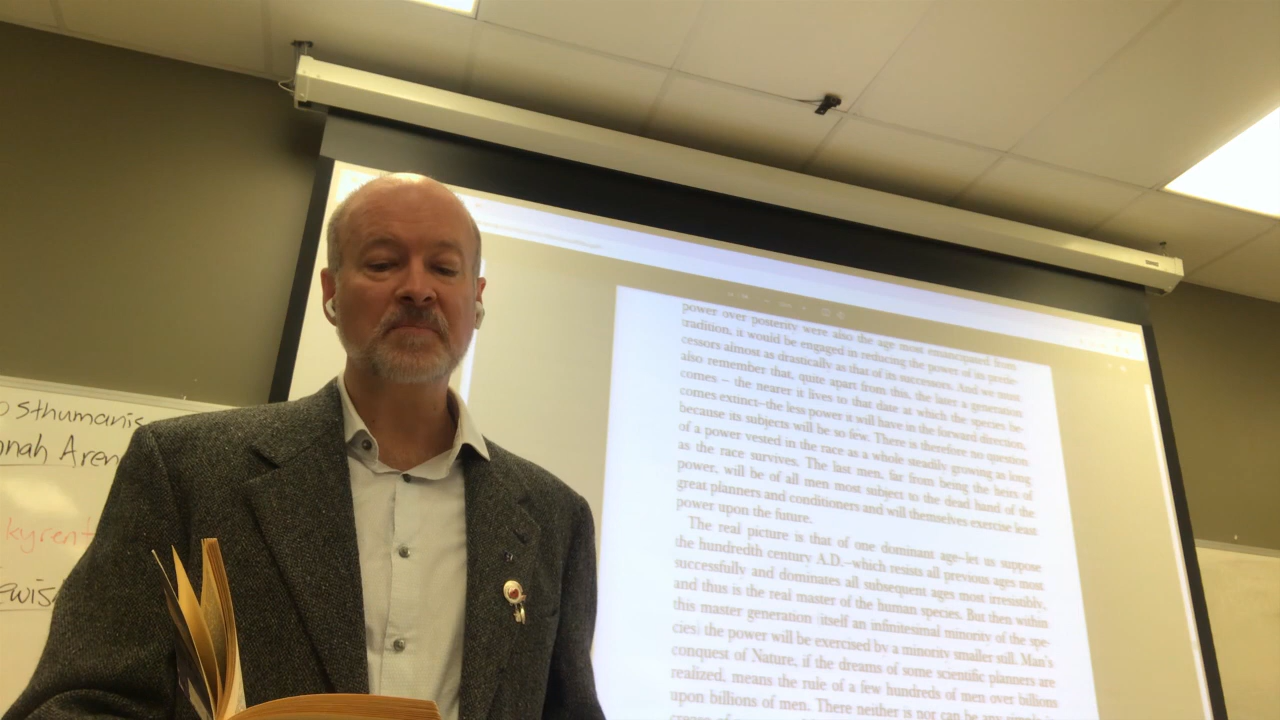 osthumanis
nnah Aren
kyrent
ewis
power over posterity were also the age most emancipated from
tradition, it would be engaged in reducing the power of its prede-
cessors almost as drastically as that of its successors. And we must
also remember that, quite apart from this, the later a generation
comes – the nearer it lives to that date at which the species be-
comes extinct–the less power it will have in the forward direction,
because its subjects will be so few. There is therefore no question
of a power vested in the race as a whole steadily growing as long
as the race survives. The last men, far from being the heirs of
power, will be of all men most subject to the dead hand of the
great planners and conditioners and will themselves exercise least
power upon the future.
The real picture is that of one dominant age–let us suppose
the hundredth century A.D.–which resists all previous ages most
successfully and dominates all subsequent ages most irresistibly,
and thus is the real master of the human species. But then within
this master generation (itself an infinitesimal minority of the spe-
cies) the power will be exercised by a minority smaller still. Man's
conquest of Nature, if the dreams of some scientific planners are
realized, means the rule of a few hundreds of men over billions
upon billions of men. There neither is nor can be any simple in-